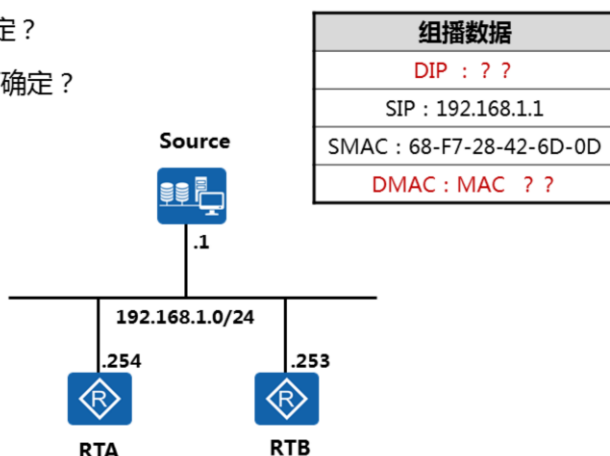 定？
确定？
组播数据
DIP ：？？
SIP：192.168.1.1
SMAC：68-F7-28-42-6D-0D
DMAC：MAC ？？
Source
.1
192.168.1.0/24
.254
.253
R
R
RTA
RTB